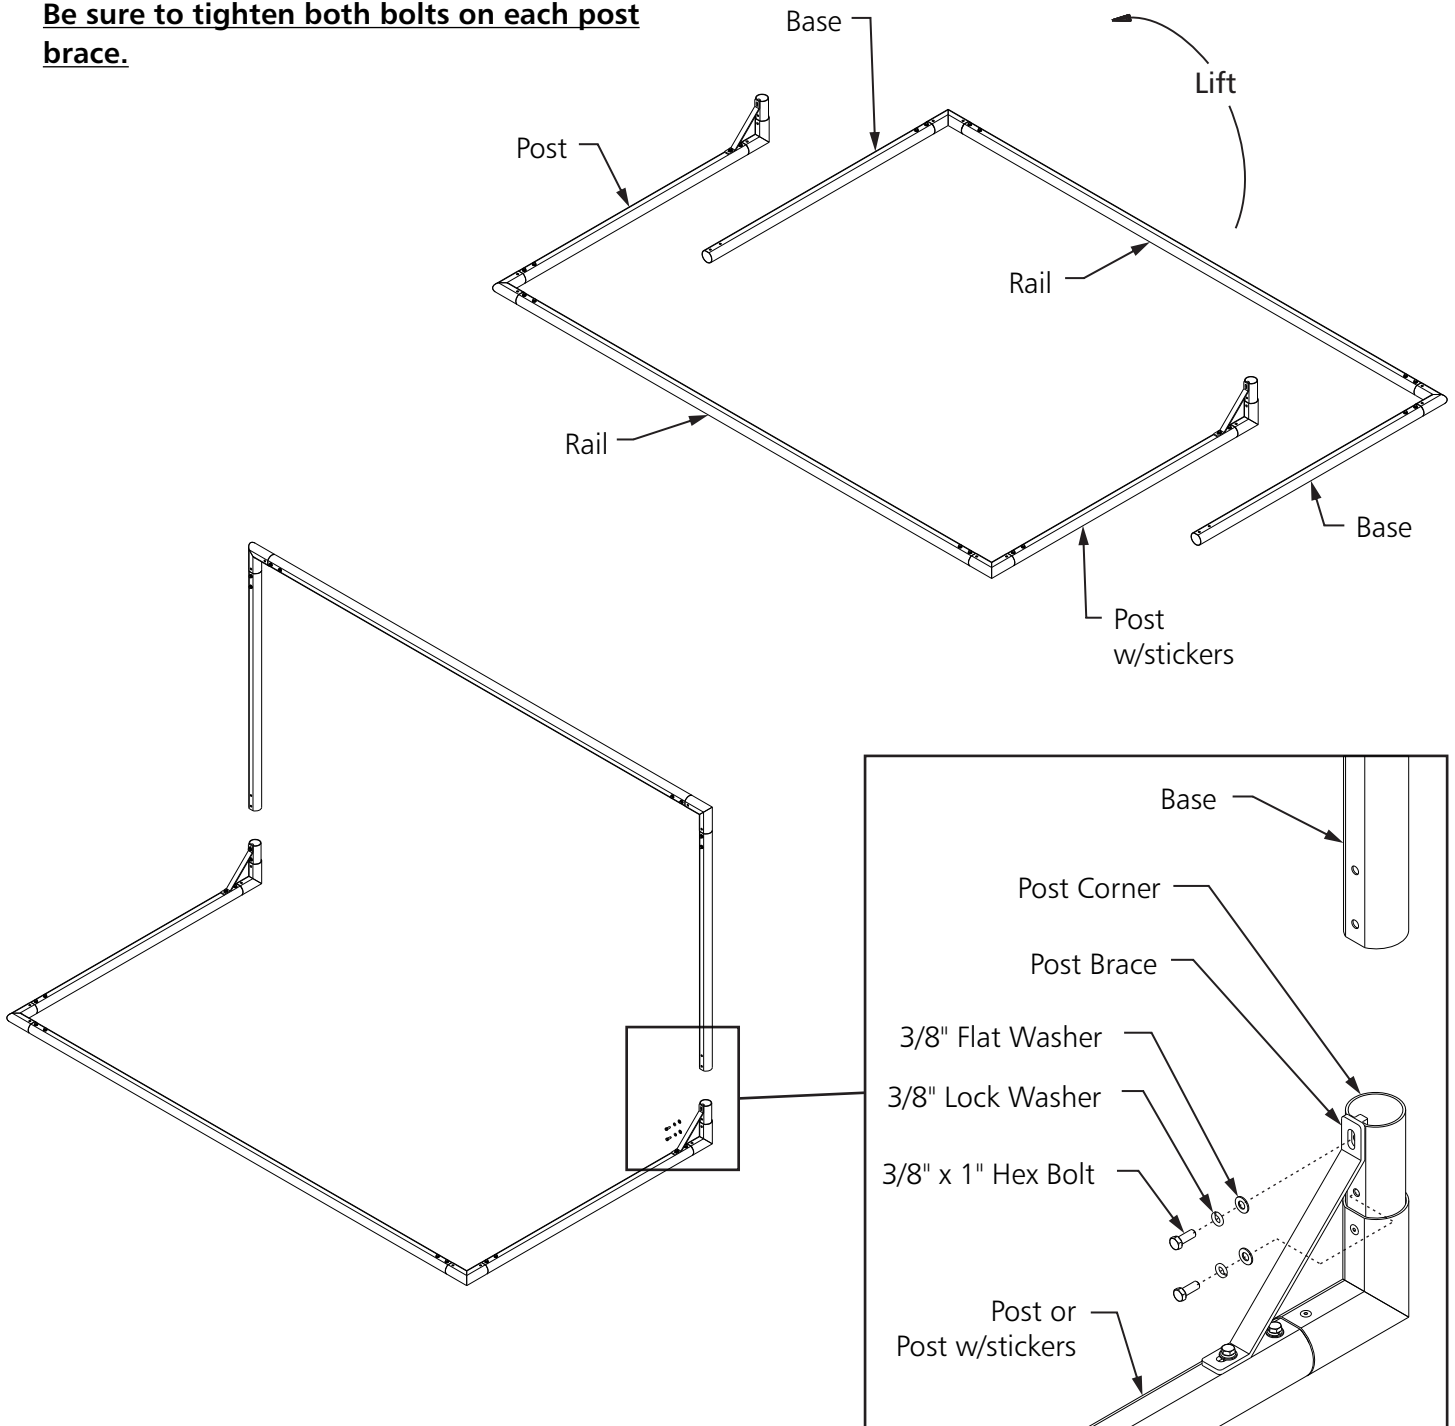 Be sure to tighten both bolts on each post
brace.
Base
Lift
Post
Rail
Rail
Base
Post
w/stickers
Base
Post Corner
Post Brace
3/8" Flat Washer
3/8" Lock Washer
3/8" x 1" Hex Bolt
Post or
Post w/stickers